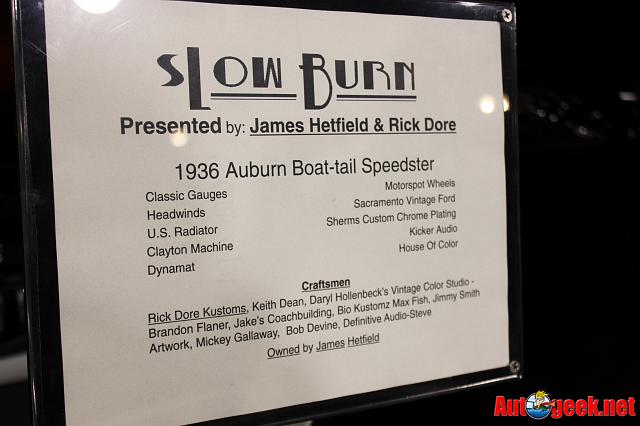 SLOW BURN
Presented by: James Hetfield & Rick Dore
1936 Auburn Boat-tail Speedster
Classic Gauges
Headwinds
U.S. Radiator
Clayton Machine
Dynamat
Motorspot Wheels
Sacramento Vintage Ford
Sherms Custom Chrome Plating
Kicker Audio
House Of Color
Craftsmen
Rick Dore Kustoms, Keith Dean, Daryl Hollenbeck's Vintage Color Studio -
Brandon Flaner, Jake's Coachbuilding, Bio Kustomz Max Fish, Jimmy Smith
Artwork, Mickey Gallaway, Bob Devine, Definitive Audio-Steve
Owned by James Hetfield
Autogeek.net